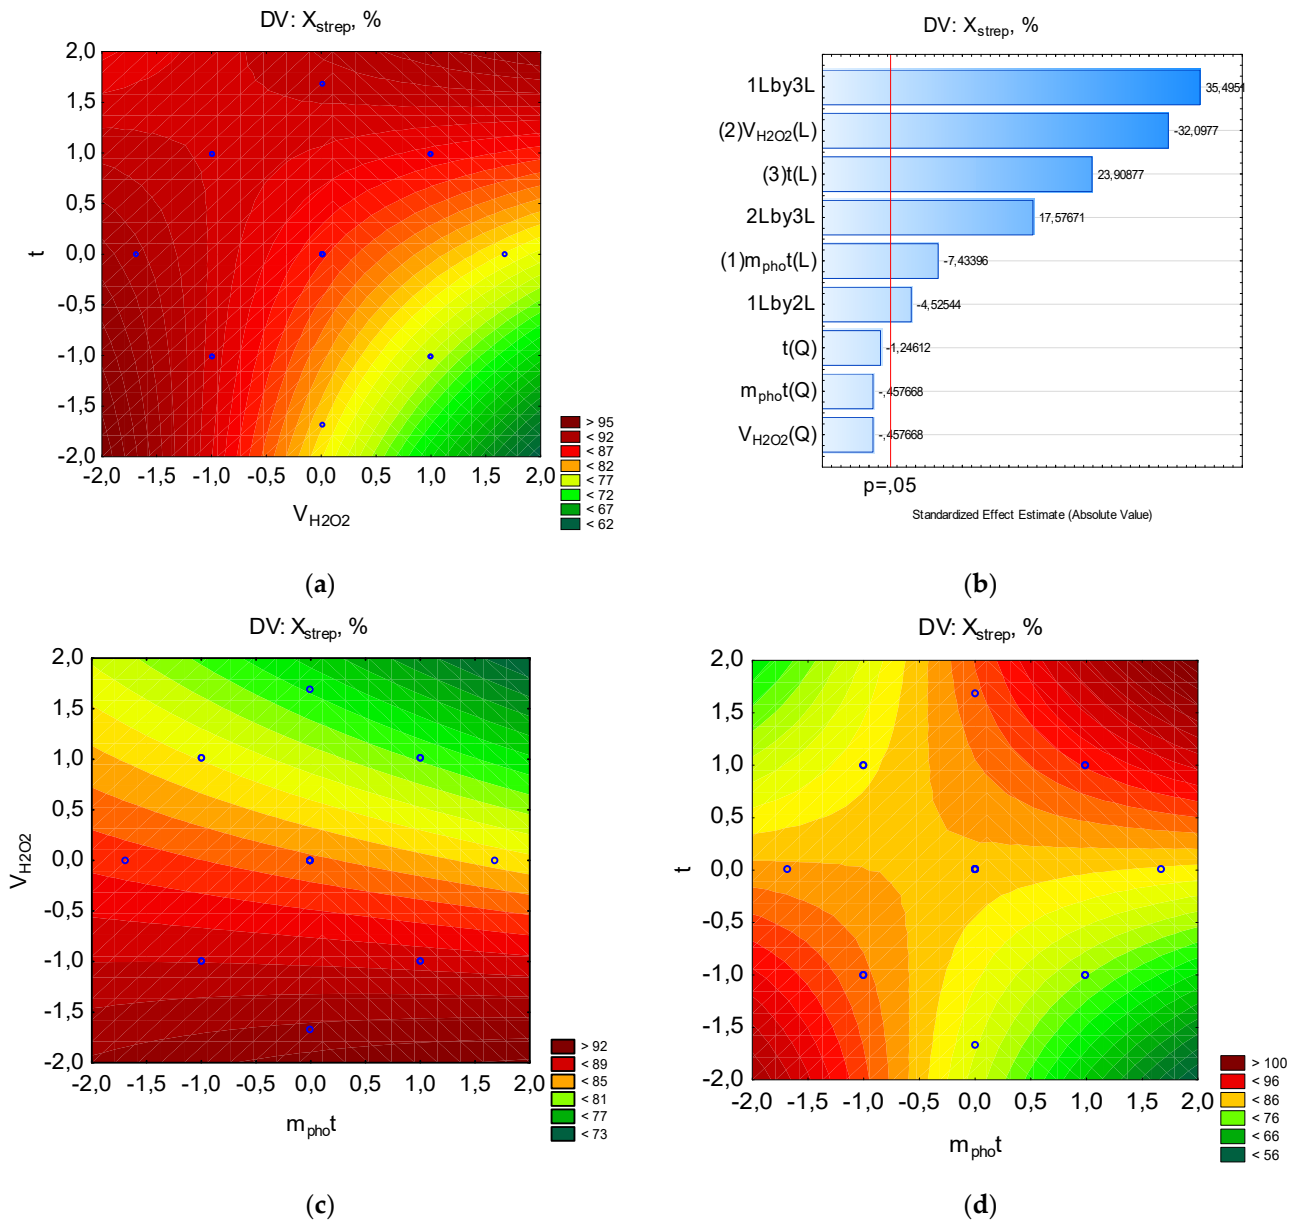 DV: Xstrep, %
2,0
1,5
1,0
0,5
0,0
-0,5
-1,0
-1,5
-2,0
t
-2,0 -1,5 -1,0 -0,5 0,0 0,5 1,0 1,5 2,0
VH2O2
> 95
< 92
< 87
< 82
< 77
< 72
< 67
< 62
(a)
DV: Xstrep, %
1Lby3L 35,4951
(2)VH2O2(L) -32,0977
(3)t(L) 23,90877
2Lby3L 17,57671
(1)mphot(L) -7,43396
1Lby2L -4,52544
t(Q) -1,24612
mphot(Q) -,457668
VH2O2(Q) -,457668
p=,05
Standardized Effect Estimate (Absolute Value)
(b)
DV: Xstrep, %
2,0
1,5
1,0
0,5
0,0
-0,5
-1,0
-1,5
-2,0
VH2O2
-2,0 -1,5 -1,0 -0,5 0,0 0,5 1,0 1,5 2,0
mphot
> 92
< 89
< 85
< 81
< 77
< 73
(c)
DV: Xstrep, %
2,0
1,5
1,0
0,5
0,0
-0,5
-1,0
-1,5
-2,0
t
-2,0 -1,5 -1,0 -0,5 0,0 0,5 1,0 1,5 2,0
mphot
> 100
< 96
< 86
< 76
< 66
< 56
(d)